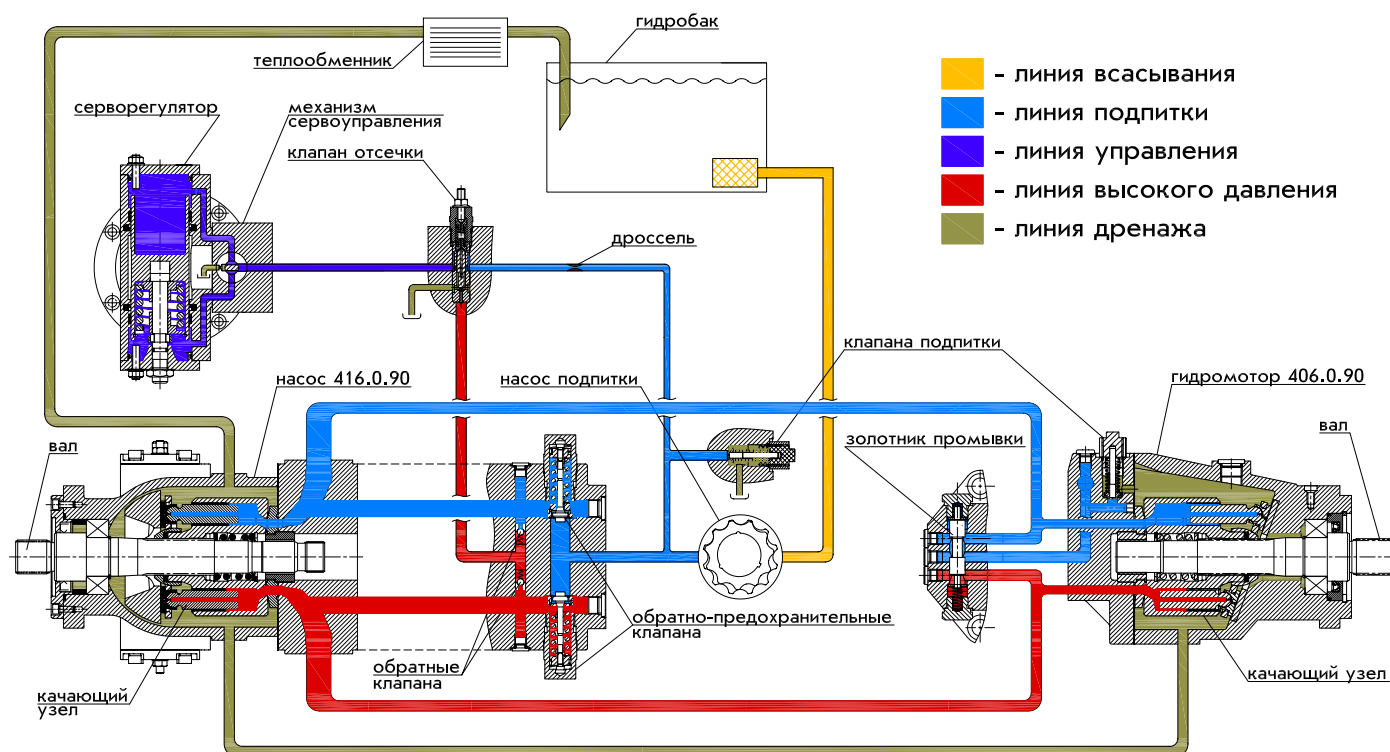 гидробак
теплообменник
- линия всасывания
- линия подпитки
- линия управления
- линия высокого давления
- линия дренажа
серворегулятор
механизм
сервоуправления
клапан отсечки
дроссель
клапана подпитки
насос 416.0.90
насос подпитки
гидромотор 406.0.90
вал
золотник промывки
вал
обратно-предохранительные
клапана
обратные
клапана
качающий
узел
качающий узел